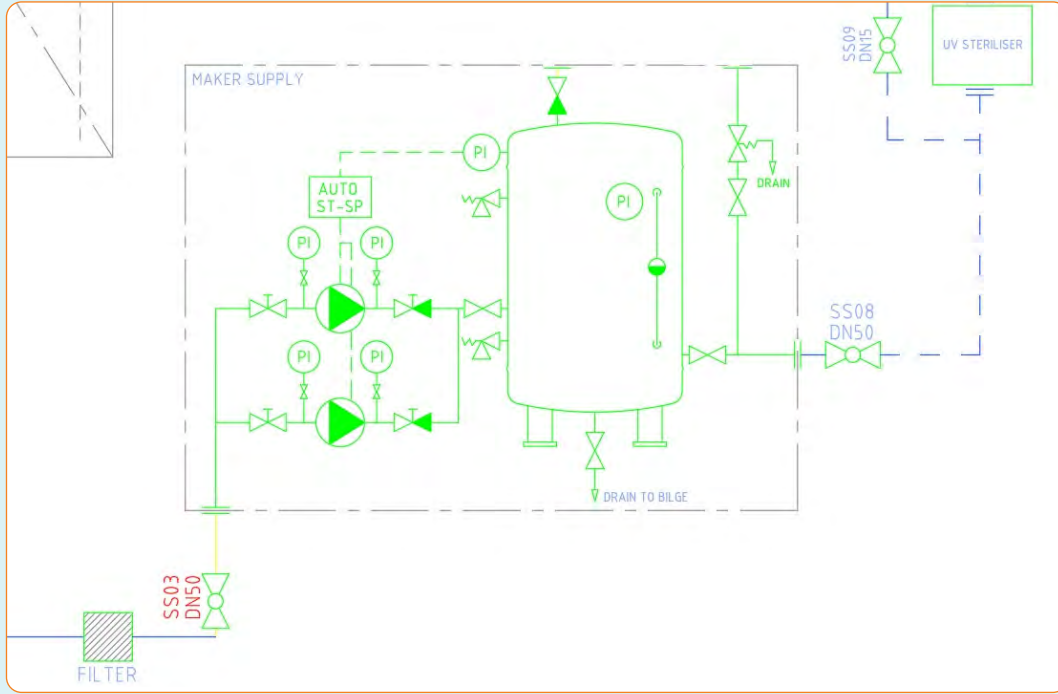 SS09
DN15
UV STERILISER
MAKER SUPPLY
PI
AUTO
ST-SP
PI
DRAIN
PI
PI
SS08
DN50
PI
PI
DRAIN TO BILGE
SS03
DN50
FILTER